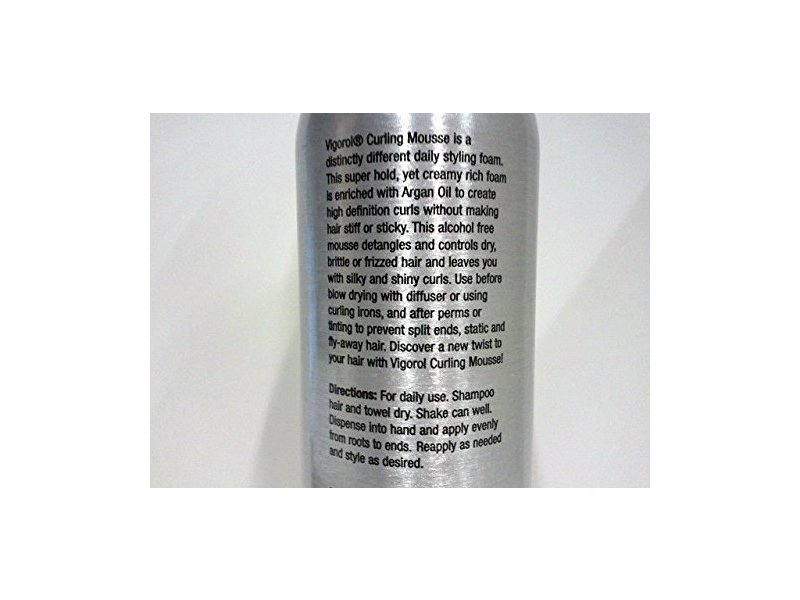 Vigorol® Curling Mousse is a
distinctly different daily styling foam.
This super hold, yet creamy rich foam
is enriched with Argan Oil to create
high definition curls without making
hair stiff or sticky. This alcohol free
mousse detangles and controls dry,
brittle or frizzed hair and leaves you
with silky and shiny curls. Use before
blow drying with diffuser or using
curling irons, and after perms or
tinting to prevent split ends, static and
fly-away hair. Discover a new twist to
your hair with Vigorol Curling Mousse!
Directions: For daily use. Shampoo
hair and towel dry. Shake can well.
Dispense into hand and apply evenly
from roots to ends. Reapply as needed
and style as desired.